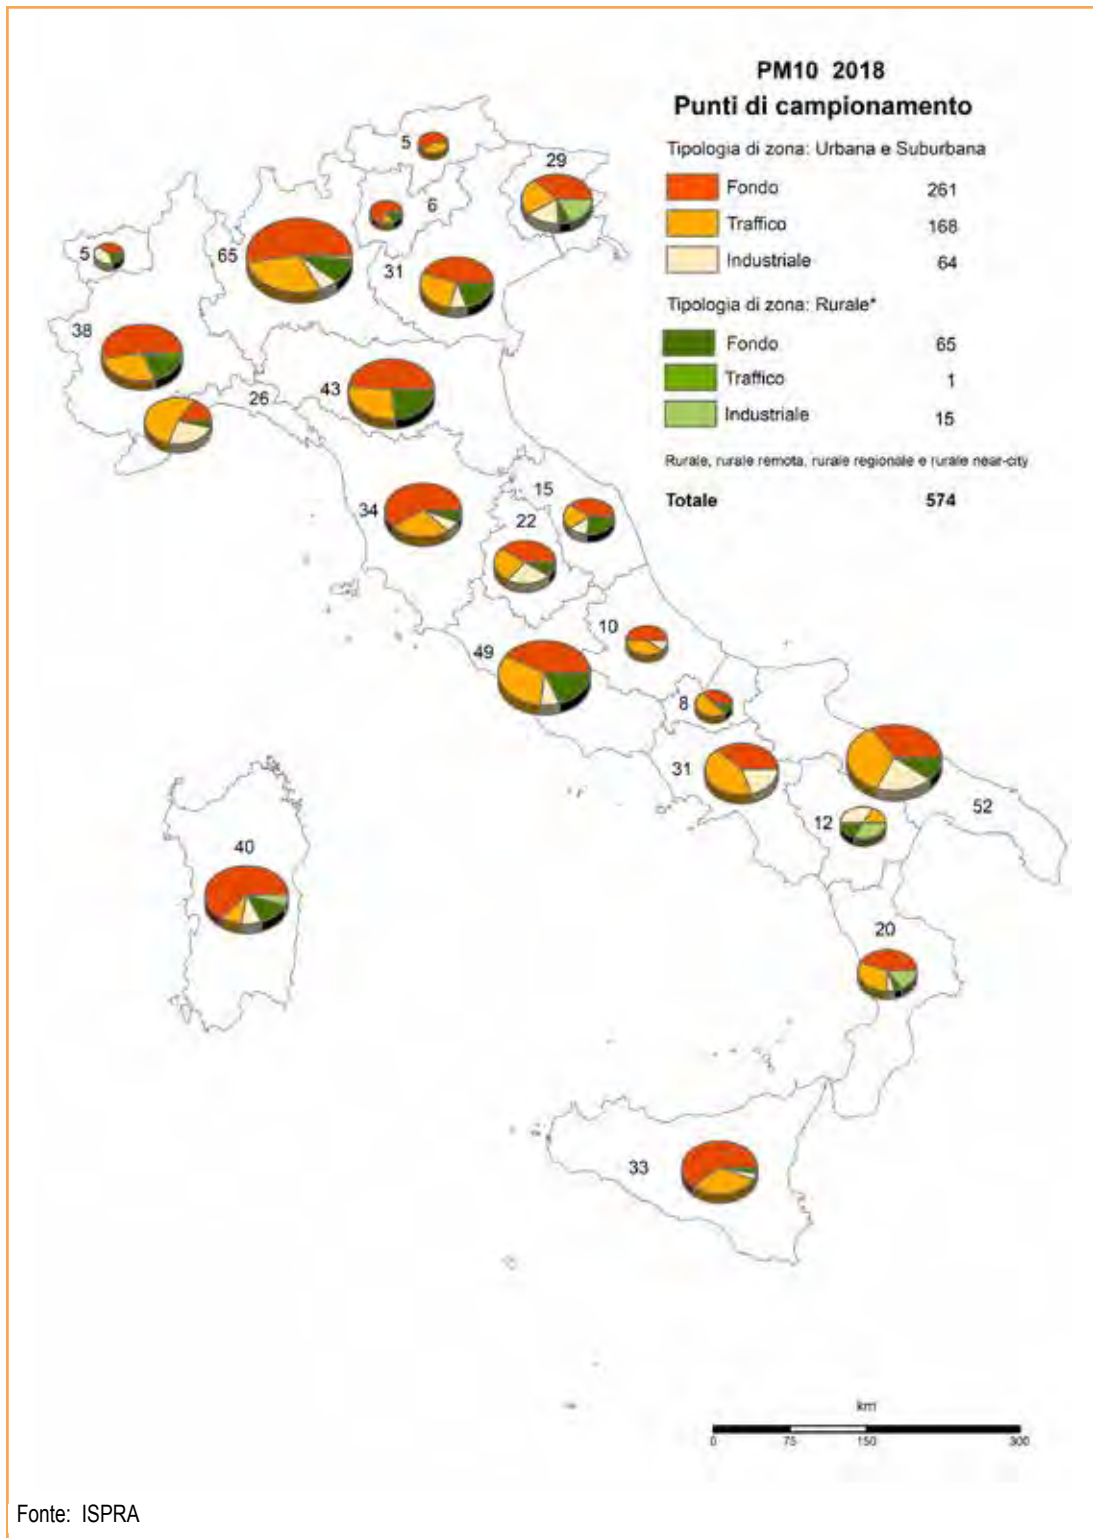 PM10 2018
Punti di campionamento
Tipologia di zona: Urbana e Suburbana
Fondo 261
Traffico 168
Industriale 64
Tipologia di zona: Rurale*
Fondo 65
Traffico 1
Industriale 15
Rurale, rurale remota, rurale regionale e rurale near-city
Totale 574
5
29
6
5
65
31
38
43
26
15
34
22
10
49
8
31
52
12
40
20
33
km
0 75 150 300
Fonte: ISPRA